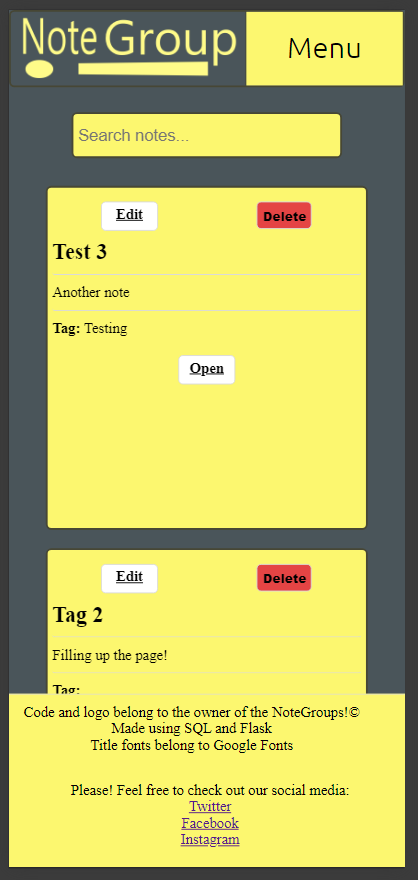 Note Group
Menu
Search notes...
Edit
Delete
Test 3
Another note
Tag: Testing
Open
Edit
Delete
Tag 2
Filling up the page!
Tag:
Code and logo belong to the owner of the NoteGroups!©
Made using SQL and Flask
Title fonts belong to Google Fonts
Please! Feel free to check out our social media:
Twitter
Facebook
Instagram